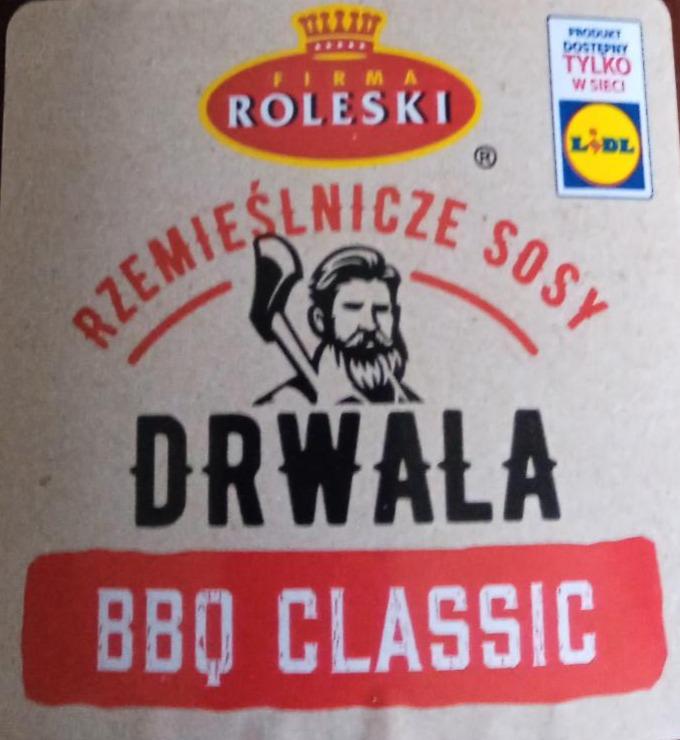 FIRMA
ROLESKI
®
PRODUKT
DOSTĘPNY
TYLKO
W SIECI
LIDL
RZEMIEŚLNICZE SOSY
DRWALA
BBQ CLASSIC